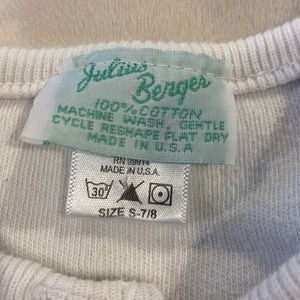 Julius
Berger
100% COTTON
MACHINE WASH, GENTLE
CYCLE RESHAPE FLAT DRY
MADE IN U.S.A
MADE IN U.S.A.
30°
SIZE S-7/8